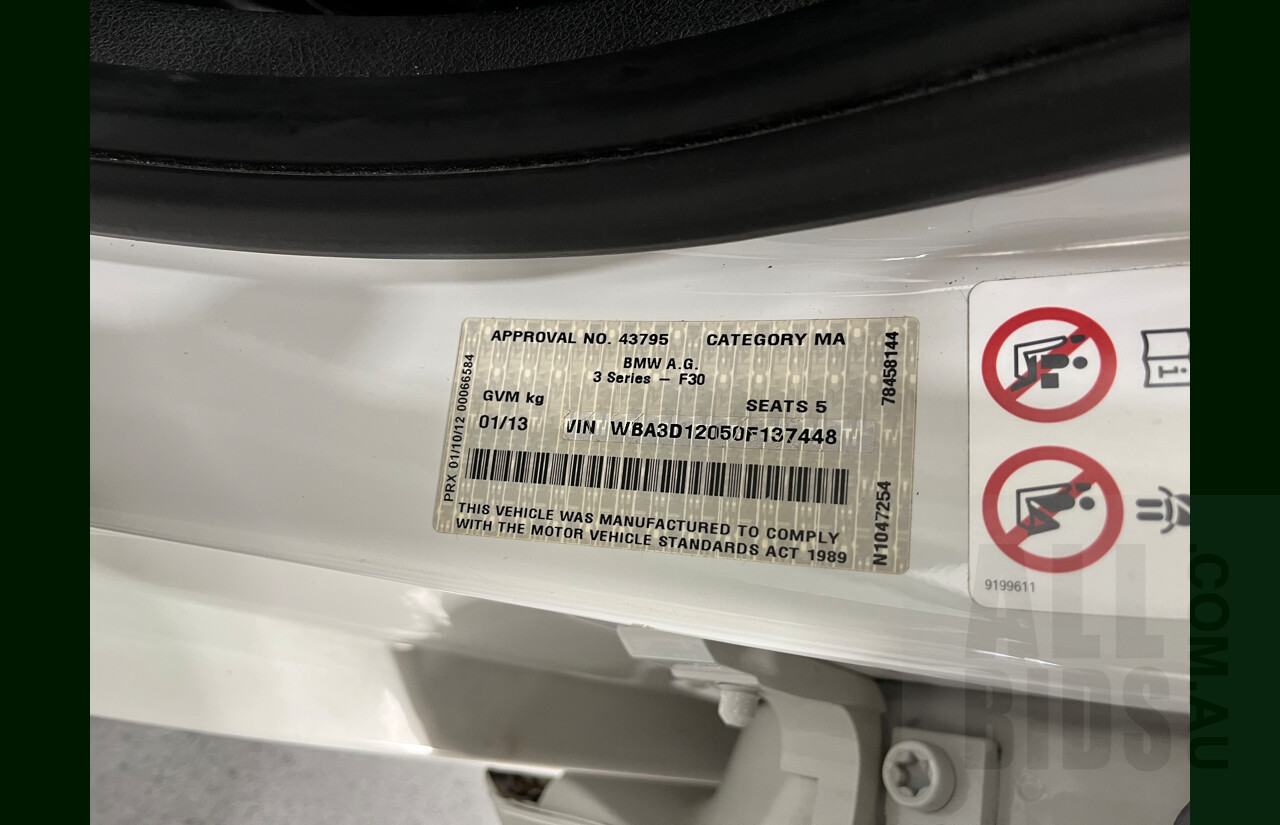 APPROVAL NO. 43795 CATEGORY MA
BMW A.G.
3 Series — F30
GVM kg SEATS 5
01/13 VIN WBA3D12050F137448
THIS VEHICLE WAS MANUFACTURED TO COMPLY
WITH THE MOTOR VEHICLE STANDARDS ACT 1989
PRX 01/10/12 00066584
78458144
N1047254
i
9199611
ALL
BIDS
.COM.AU